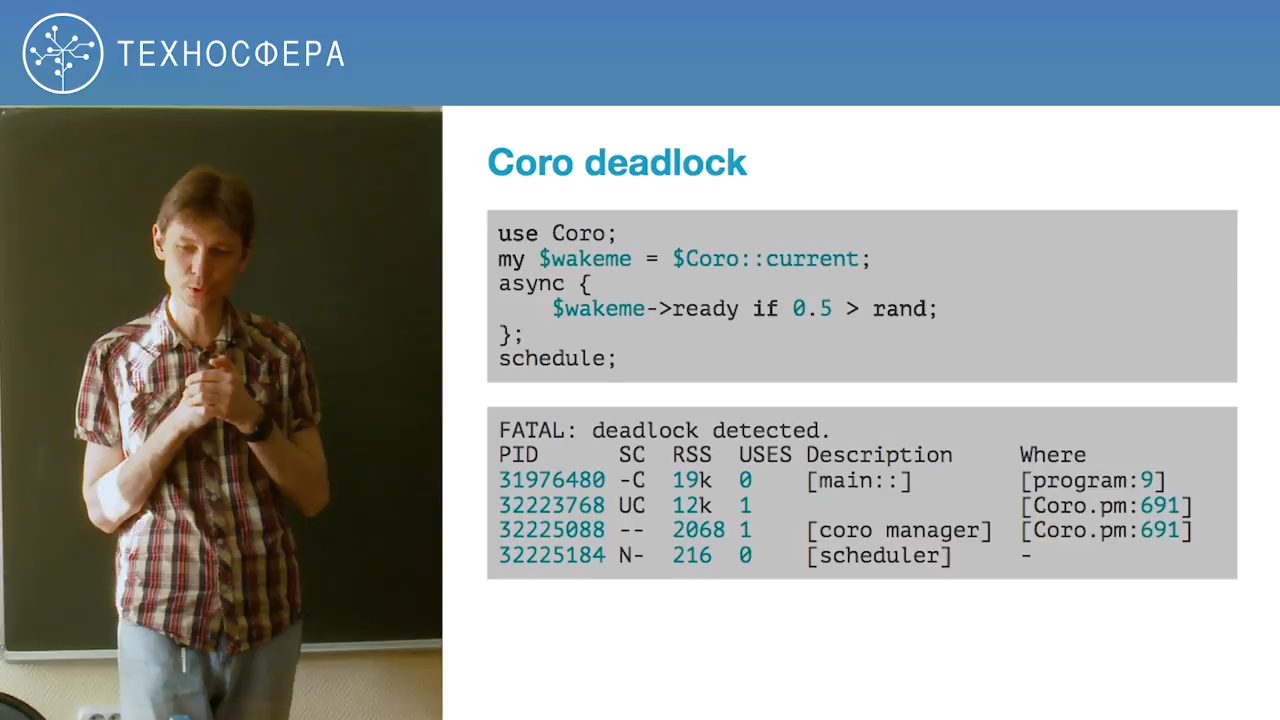 ТЕХНОСФЕРА
Coro deadlock
use Coro;
my $wakeme = $Coro::current;
async {
    $wakeme->ready if 0.5 > rand;
};
schedule;
FATAL: deadlock detected.
PID      SC  RSS  USES Description    Where
31976480 -C  19k  0    [main::]       [program:9]
32223768 UC  12k  1                   [Coro.pm:691]
32225088 --  2068 1    [coro manager] [Coro.pm:691]
32225184 N-  216  0    [scheduler]    -